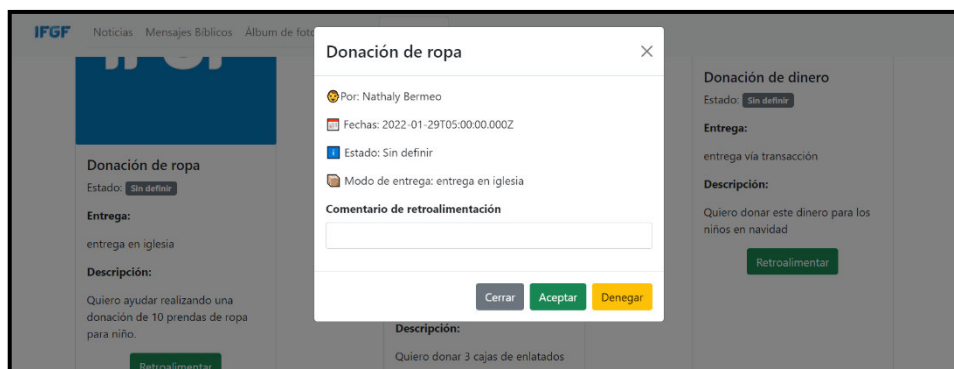 IFGF Noticias Mensajes Bíblicos Álbum de foto
Donación de ropa
Estado: Sin definir
Entrega:
entrega en iglesia
Descripción:
Quiero ayudar realizando una
donación de 10 prendas de ropa
para niño.
Retroalimentar
Donación de ropa
Por: Nathaly Bermeo
Fechas: 2022-01-29T05:00:00.000Z
Estado: Sin definir
Modo de entrega: entrega en iglesia
Comentario de retroalimentación
Cerrar Aceptar Denegar
Descripción:
Quiero donar 3 cajas de enlatados
Donación de dinero
Estado: Sin definir
Entrega:
entrega vía transacción
Descripción:
Quiero donar este dinero para los
niños en navidad
Retroalimentar